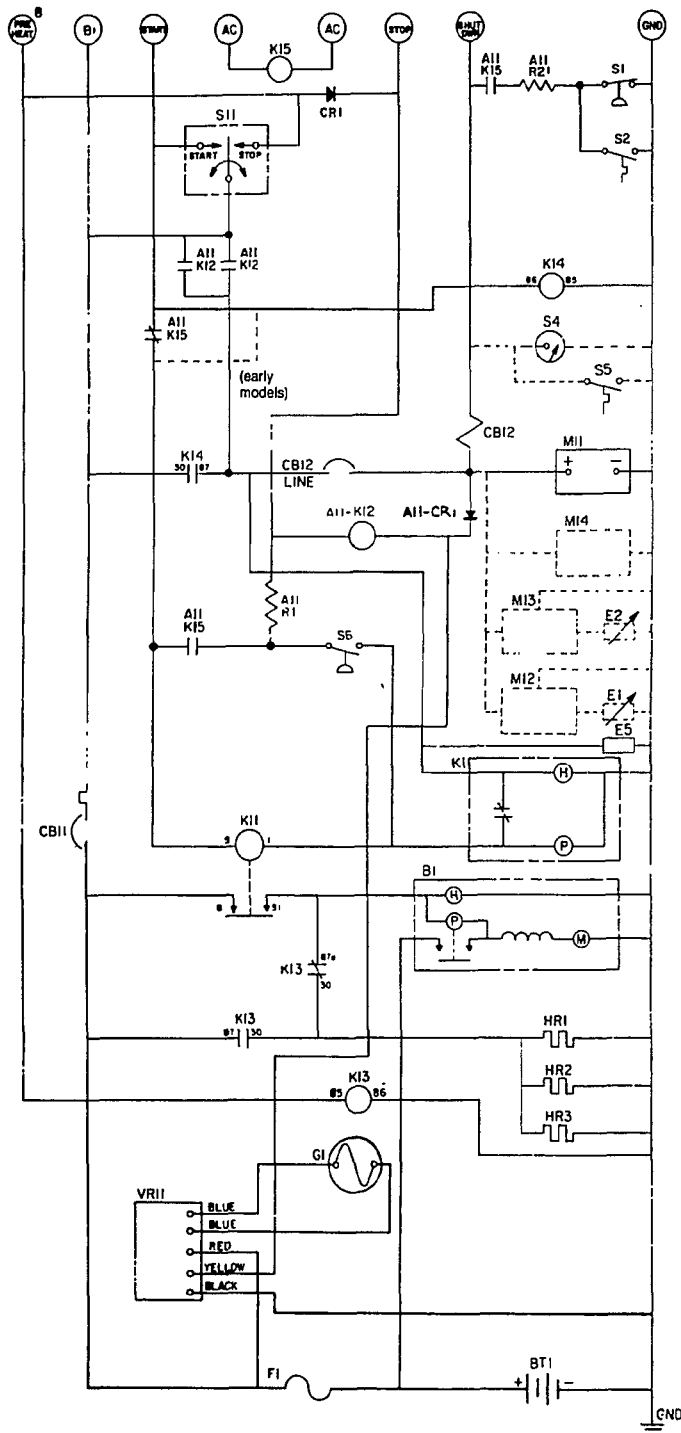 B
PRE HEAT
B1
START
AC
K15
AC
STOP
SHUT DWN
GND
CR1
S11
START
STOP
A11
K15
A11
R21
S1
S2
A11
K12
A11
K12
K14
86
85
A11
K15
(early
models)
S4
S5
CB12
K14
30
87
CB12
LINE
M11
+
-
A11-K12
A11-CR1
M14
A11
R1
M13
E2
A11
K15
S6
M12
E1
E5
K1
H
P
CB11
K11
9
1
B1
H
P
M
8
S1
K13
87a
30
K13
87
30
HR1
HR2
HR3
K13
85
86
G1
VR11
BLUE
BLUE
RED
YELLOW
BLACK
F1
BT1
+
-
GND